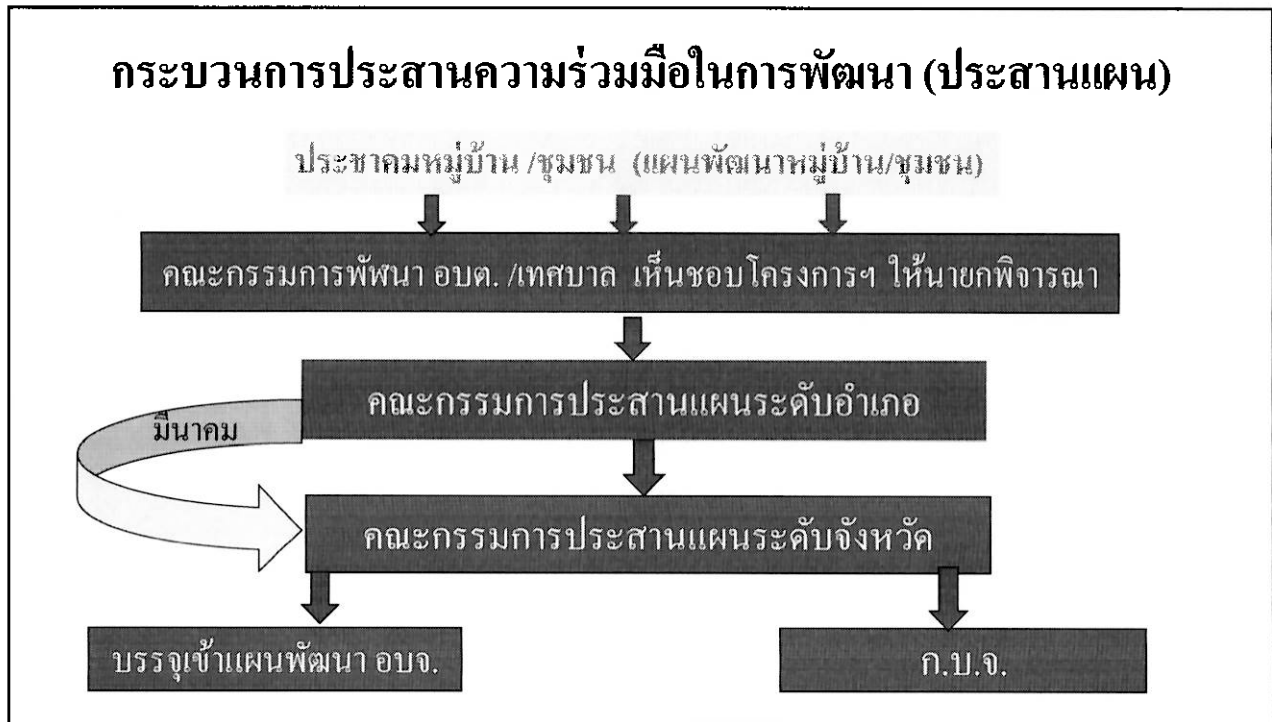 กระบวนการประสานความร่วมมือในการพัฒนา (ประสานแผน)
ประชาคมหมู่บ้าน /ชุมชน (แผนพัฒนาหมู่บ้าน/ชุมชน)
คณะกรรมการพัฒนา อบต. /เทศบาล เห็นชอบโครงการฯ ให้นายกพิจารณา
คณะกรรมการประสานแผนระดับอำเภอ
มีนาคม
คณะกรรมการประสานแผนระดับจังหวัด
บรรจุเข้าแผนพัฒนา อบจ.
ก.บ.จ.